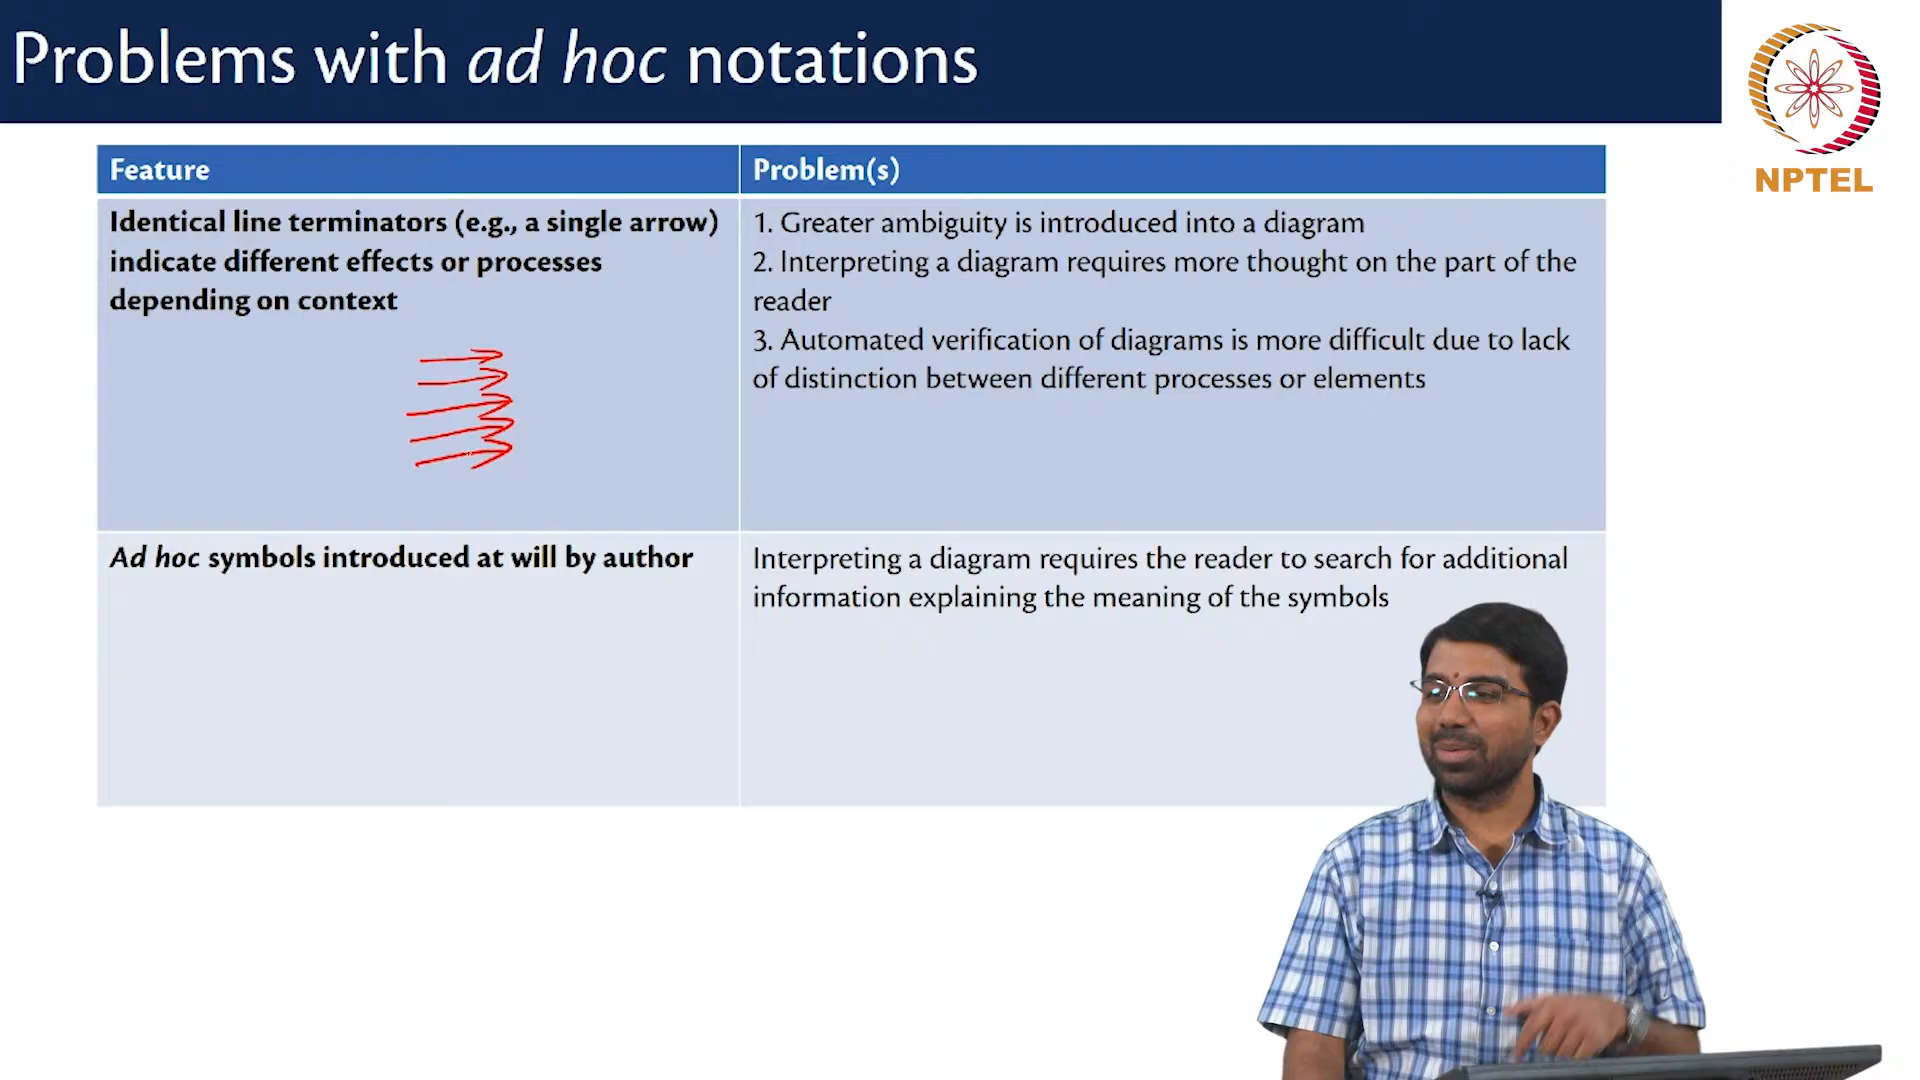 Problems with ad hoc notations
NPTEL
Feature
Problem(s)
Identical line terminators (e.g., a single arrow)
indicate different effects or processes
depending on context
1. Greater ambiguity is introduced into a diagram
2. Interpreting a diagram requires more thought on the part of the
reader
3. Automated verification of diagrams is more difficult due to lack
of distinction between different processes or elements
Ad hoc symbols introduced at will by author
Interpreting a diagram requires the reader to search for additional
information explaining the meaning of the symbols